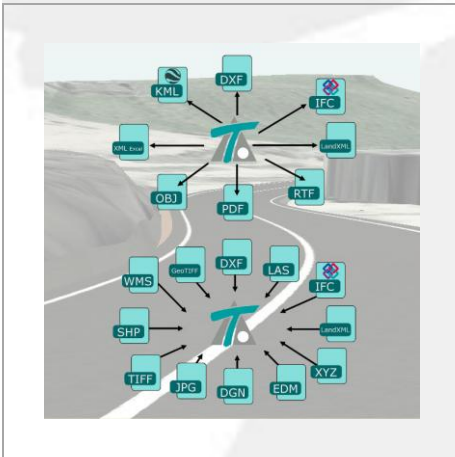 DXF
KML
IFC
XML Excel
LandXML
OBJ
PDF
RTF
DXF
GeoTIFF
LAS
WMS
IFC
SHP
LandXML
TIFF
JPG
DGN
EDM
XYZ